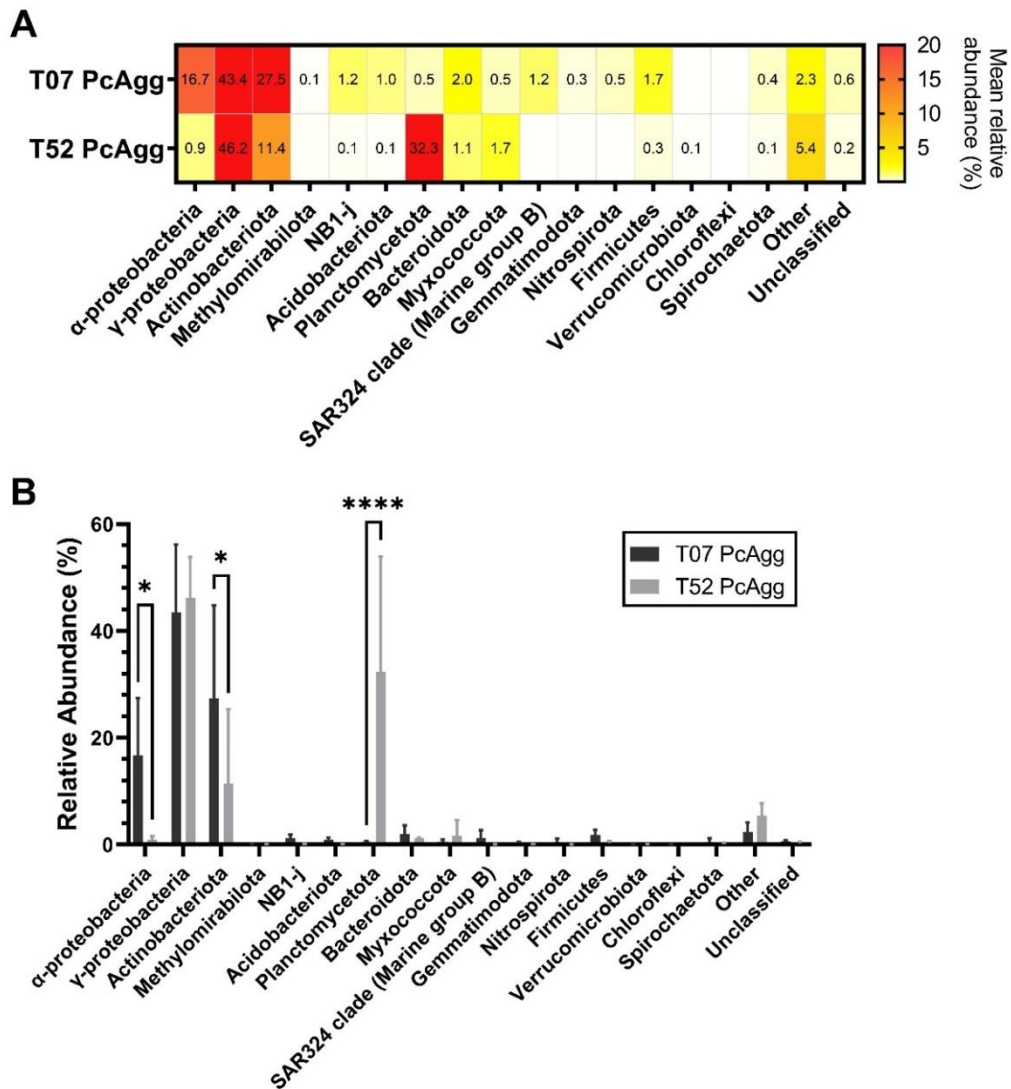 A
T07 PcAgg 16.7 43.4 27.5 0.1 1.2 1.0 0.5 2.0 0.5 1.2 0.3 0.5 1.7 0.4 2.3 0.6
T52 PcAgg 0.9 46.2 11.4 0.1 0.1 32.3 1.1 1.7 0.3 0.1 0.1 5.4 0.2
20
15
10
5
Mean relative
abundance (%)
α-proteobacteria
γ-proteobacteria
Actinobacteriota
Methylomirabilota
NB1-j
Acidobacteriota
Planctomycetota
Bacteroidota
Myxococcota
SAR324 clade (Marine group B)
Gemmatimodota
Nitrospirota
Firmicutes
Verrucomicrobiota
Chloroflexi
Spirochaetota
Other
Unclassified
B
Relative Abundance (%)
60
40
20
0
*
*
****
T07 PcAgg
T52 PcAgg
α-proteobacteria
γ-proteobacteria
Actinobacteriota
Methylomirabilota
NB1-j
Acidobacteriota
Planctomycetota
Bacteroidota
Myxococcota
SAR324 clade (Marine group B)
Gemmatimodota
Nitrospirota
Firmicutes
Verrucomicrobiota
Chloroflexi
Spirochaetota
Other
Unclassified